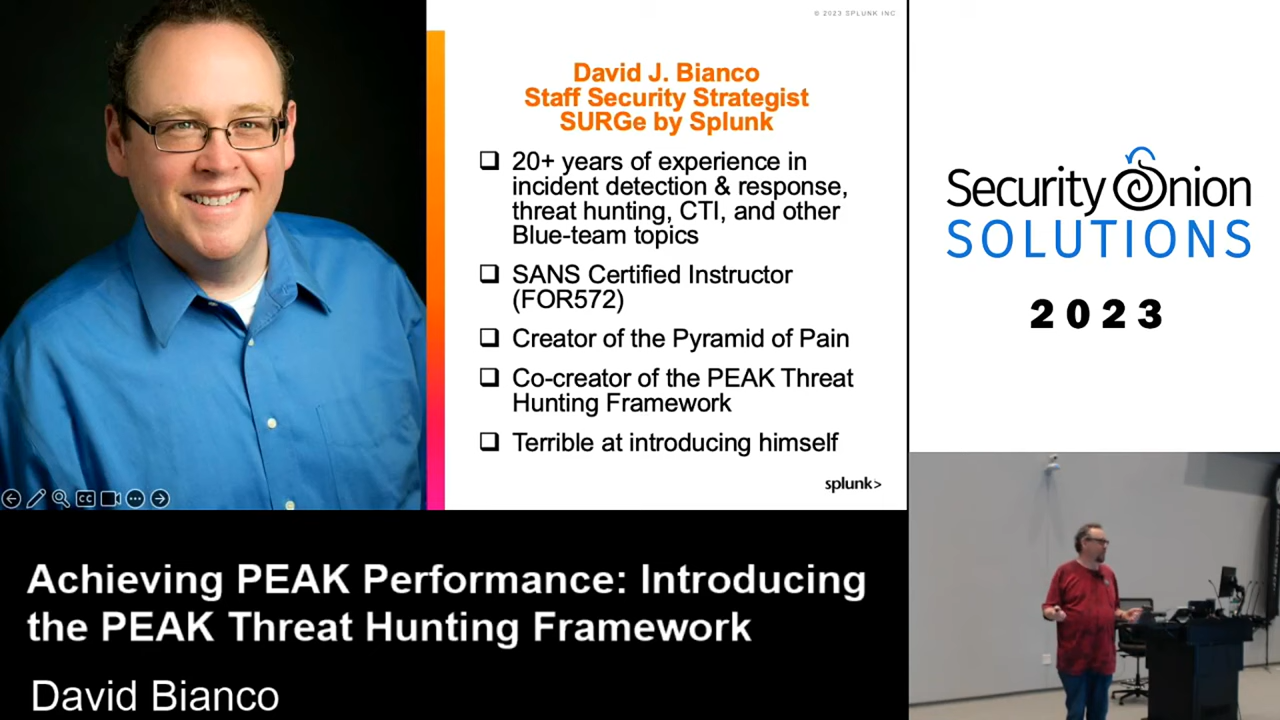 © 2023 SPLUNK INC
David J. Bianco
Staff Security Strategist
SURGe by Splunk
20+ years of experience in
incident detection & response,
threat hunting, CTI, and other
Blue-team topics
SANS Certified Instructor
(FOR572)
Creator of the Pyramid of Pain
Co-creator of the PEAK Threat
Hunting Framework
Terrible at introducing himself
splunk>
CC
Security Onion
SOLUTIONS
2023
Achieving PEAK Performance: Introducing
the PEAK Threat Hunting Framework
David Bianco